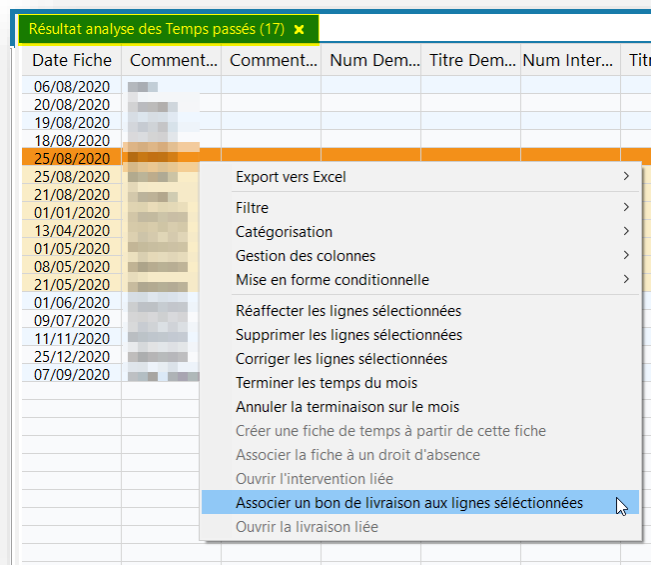 Résultat analyse des Temps passés (17) ×
Date Fiche Comment... Comment... Num Dem... Titre Dem... Num Inter... Titr
06/08/2020
20/08/2020
19/08/2020
18/08/2020
25/08/2020
25/08/2020
21/08/2020
01/01/2020
13/04/2020
01/05/2020
08/05/2020
21/05/2020
01/06/2020
09/07/2020
11/11/2020
25/12/2020
07/09/2020
Export vers Excel
Filtre
Catégorisation
Gestion des colonnes
Mise en forme conditionnelle
Réaffecter les lignes sélectionnées
Supprimer les lignes sélectionnées
Corriger les lignes sélectionnées
Terminer les temps du mois
Annuler la terminaison sur le mois
Créer une fiche de temps à partir de cette fiche
Associer la fiche à un droit d'absence
Ouvrir l'intervention liée
Associer un bon de livraison aux lignes séléctionnées
Ouvrir la livraison liée